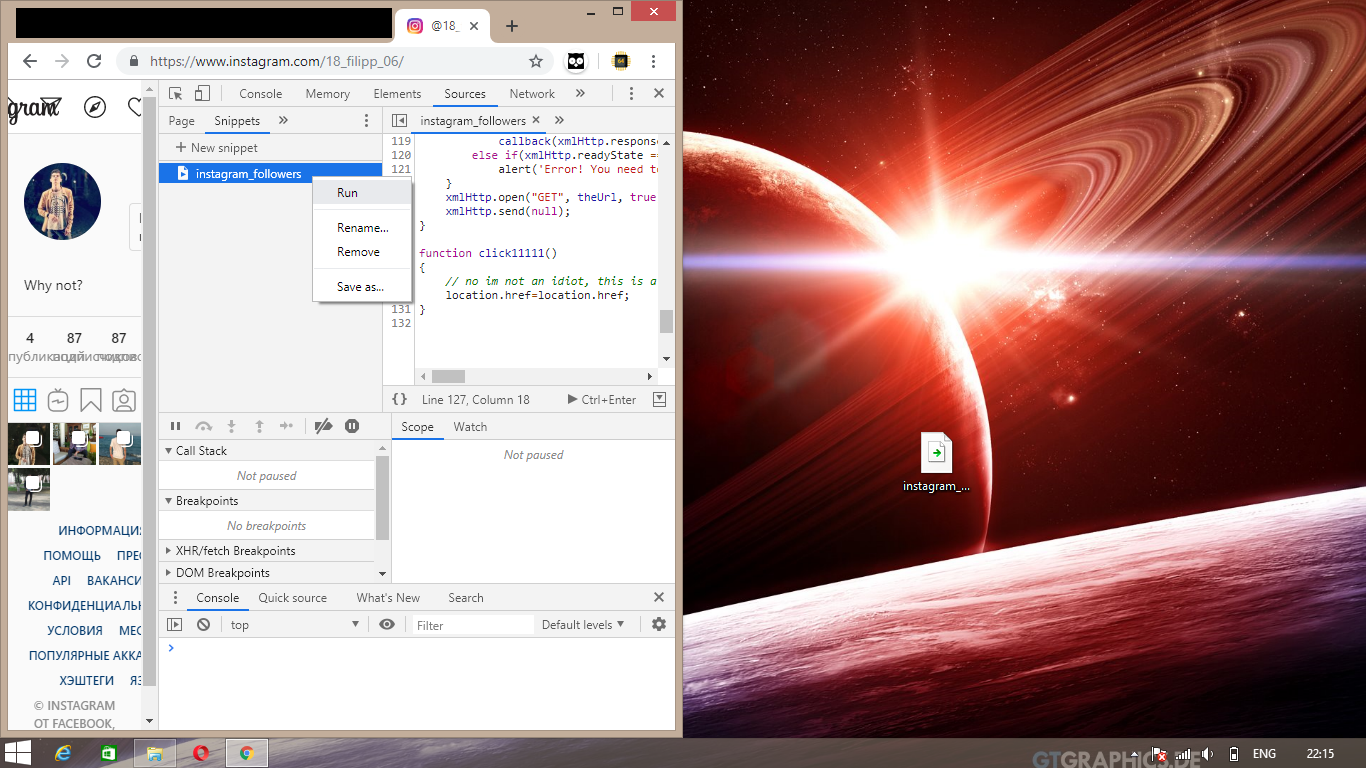 @18_
https://www.instagram.com/18_filipp_06/
gram
Why not?
4 87 87
ИНФОРМАЦИ
ПОМОЩЬ ПРЕС
API ВАКАНСИ
КОНФИДЕНЦИАЛЬН
УСЛОВИЯ МЕС
ПОПУЛЯРНЫЕ АККА
ХЭШТЕГИ ЯЗ
© INSTAGRAM
ОТ FACEBOOK,
Console Memory Elements Sources Network »
Page Snippets »
+ New snippet
instagram_followers
Run
Rename...
Remove
Save as...
instagram_followers × »
119 callback(xmlHttp.respons
120 else if(xmlHttp.readyState ==
121 alert('Error! You need to
}
xmlHttp.open("GET", theUrl, true
xmlHttp.send(null);
}
function click11111()
{
// no im not an idiot, this is a
location.href=location.href;
131 }
132
{ } Line 127, Column 18 Ctrl+Enter
Call Stack
Not paused
Breakpoints
No breakpoints
XHR/fetch Breakpoints
DOM Breakpoints
Scope Watch
Not paused
Console Quick source What's New Search
top Filter Default levels
instagram_...
GTGRAPHICS.DE
ENG 22:15